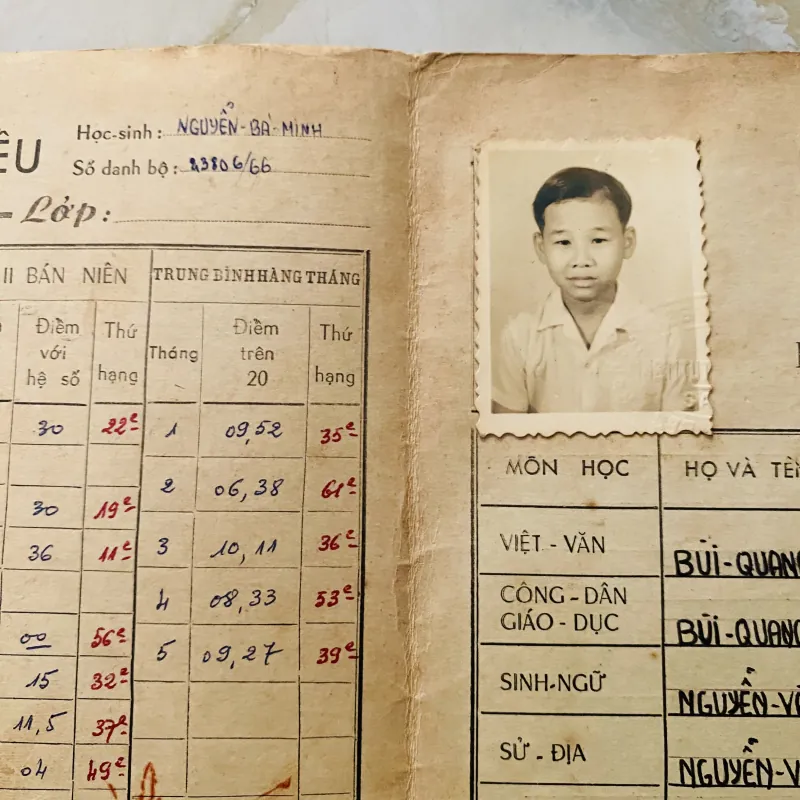 Học-sinh: NGUYỄN-BÁ-MINH
ỆU
Số danh bộ: 23806/66
Lớp:
II BÁN NIÊN
TRUNG BÌNH HÀNG THÁNG
Điểm với hệ số
Thứ hạng
Tháng
Điểm trên 20
Thứ hạng
30 22e 1 09,52 35e
2 06,38 61e
30 19e
36 11e 3 10,11 36e
4 08,33 53e
00 56e
5 09,27 39e
15 32e
11,5 37e
04 49e
MÔN HỌC
HỌ VÀ TÊN
VIỆT - VĂN
BÙI-QUANG
CÔNG - DÂN
GIÁO - DỤC
BÙI-QUANG
SINH-NGỮ
NGUYỄN-V
SỬ - ĐỊA
NGUYỄN-V